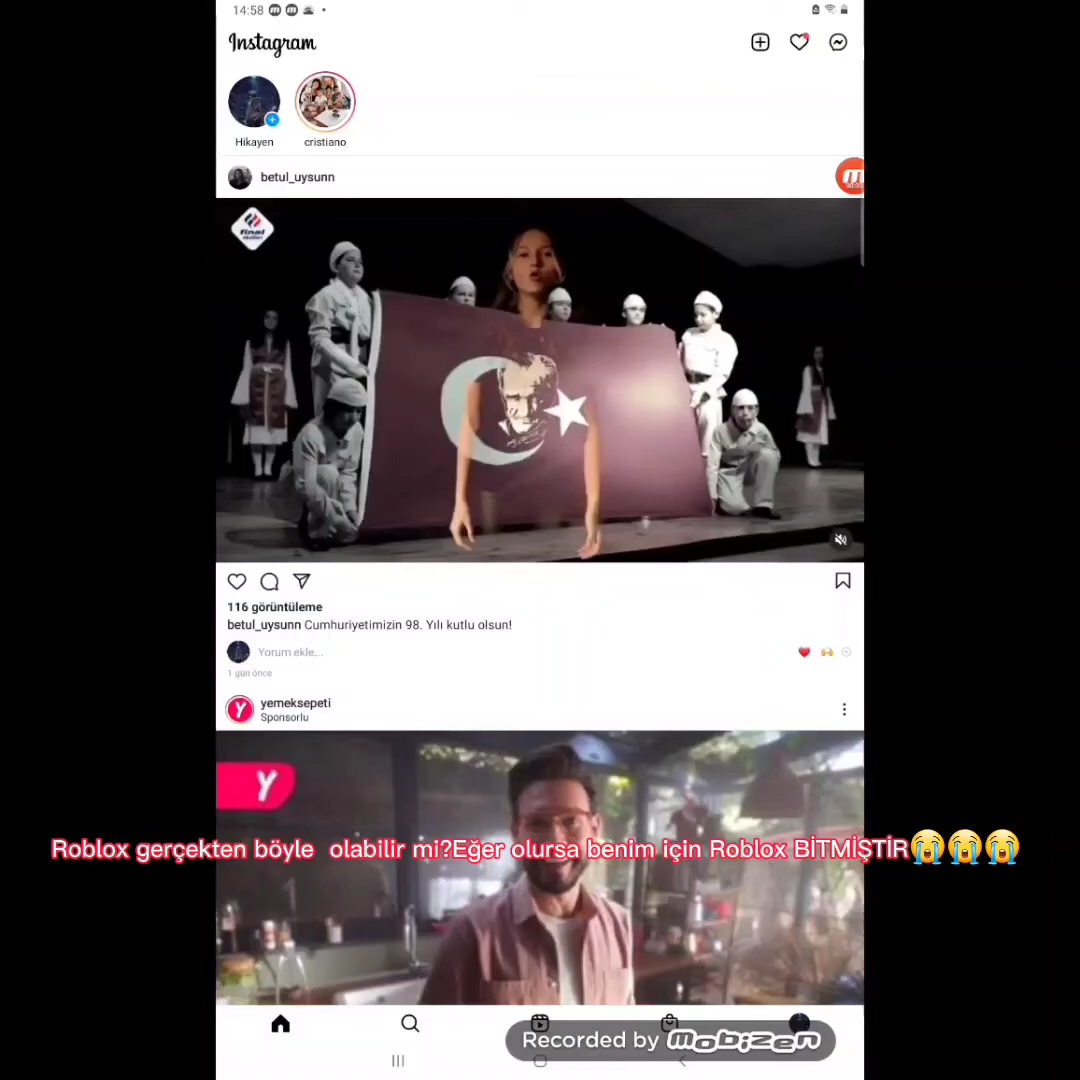 14:58
Instagram
Hikayen
cristiano
betul_uysunn
final
116 görüntüleme
betul_uysunn Cumhuriyetimizin 98. Yılı kutlu olsun!
Yorum ekle...
1 gün önce
yemeksepeti
Sponsorlu
Y
Roblox gerçekten böyle olabilir mi?Eğer olursa benim için Roblox BİTMİŞTİR😭😭😭
Recorded by mobizen